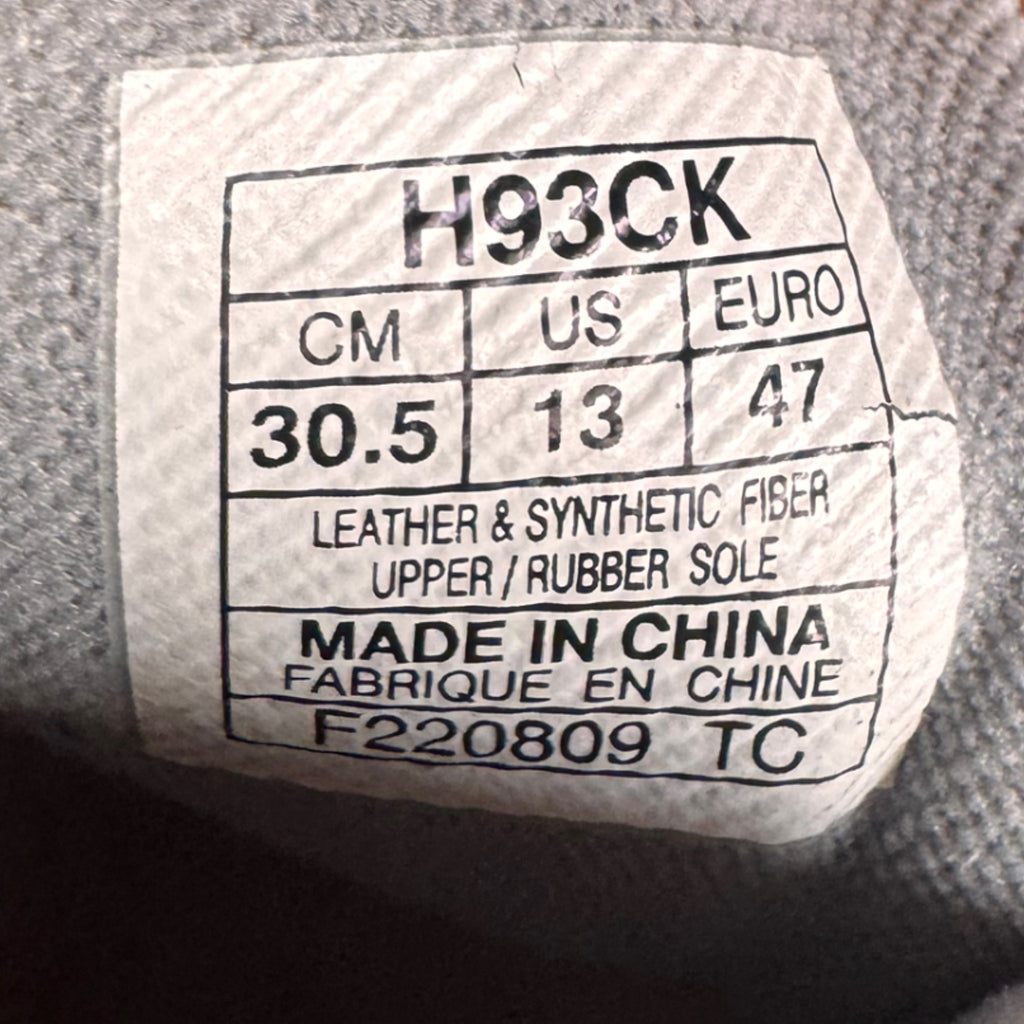 H93CK
CM US EURO
30.5 13 47
LEATHER & SYNTHETIC FIBER
UPPER / RUBBER SOLE
MADE IN CHINA
FABRIQUE EN CHINE
F220809 TC